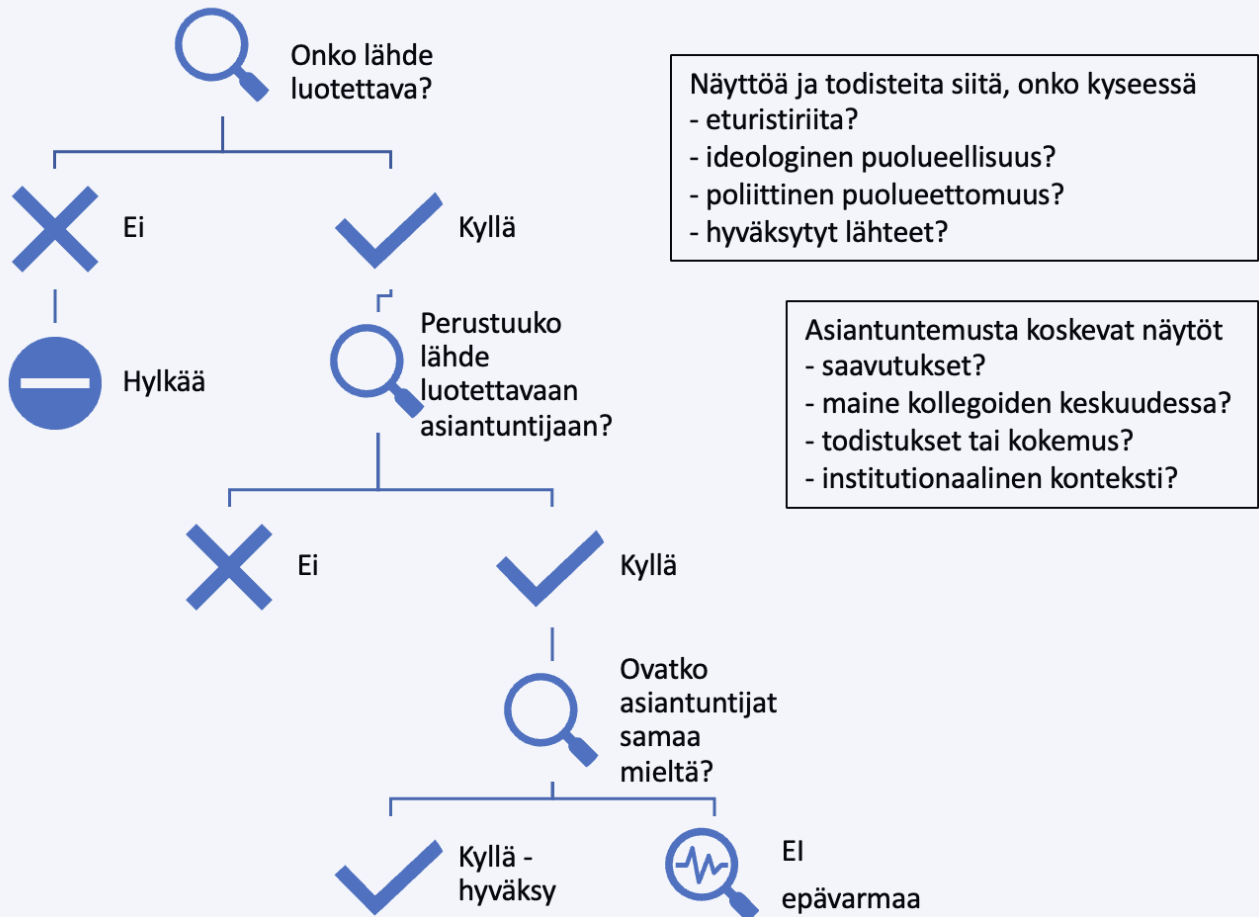 Onko lähde
luotettava?
Näyttöä ja todisteita siitä, onko kyseessä
- eturistiriita?
- ideologinen puolueellisuus?
- poliittinen puolueettomuus?
- hyväksytyt lähteet?
Ei
Kyllä
Hylkää
Perustuuko
lähde
luotettavaan
asiantuntijaan?
Asiantuntemusta koskevat näytöt
- saavutukset?
- maine kollegoiden keskuudessa?
- todistukset tai kokemus?
- institutionaalinen konteksti?
Ei
Kyllä
Ovatko
asiantuntijat
samaa
mieltä?
Kyllä -
hyväksy
EI
epävarmaa